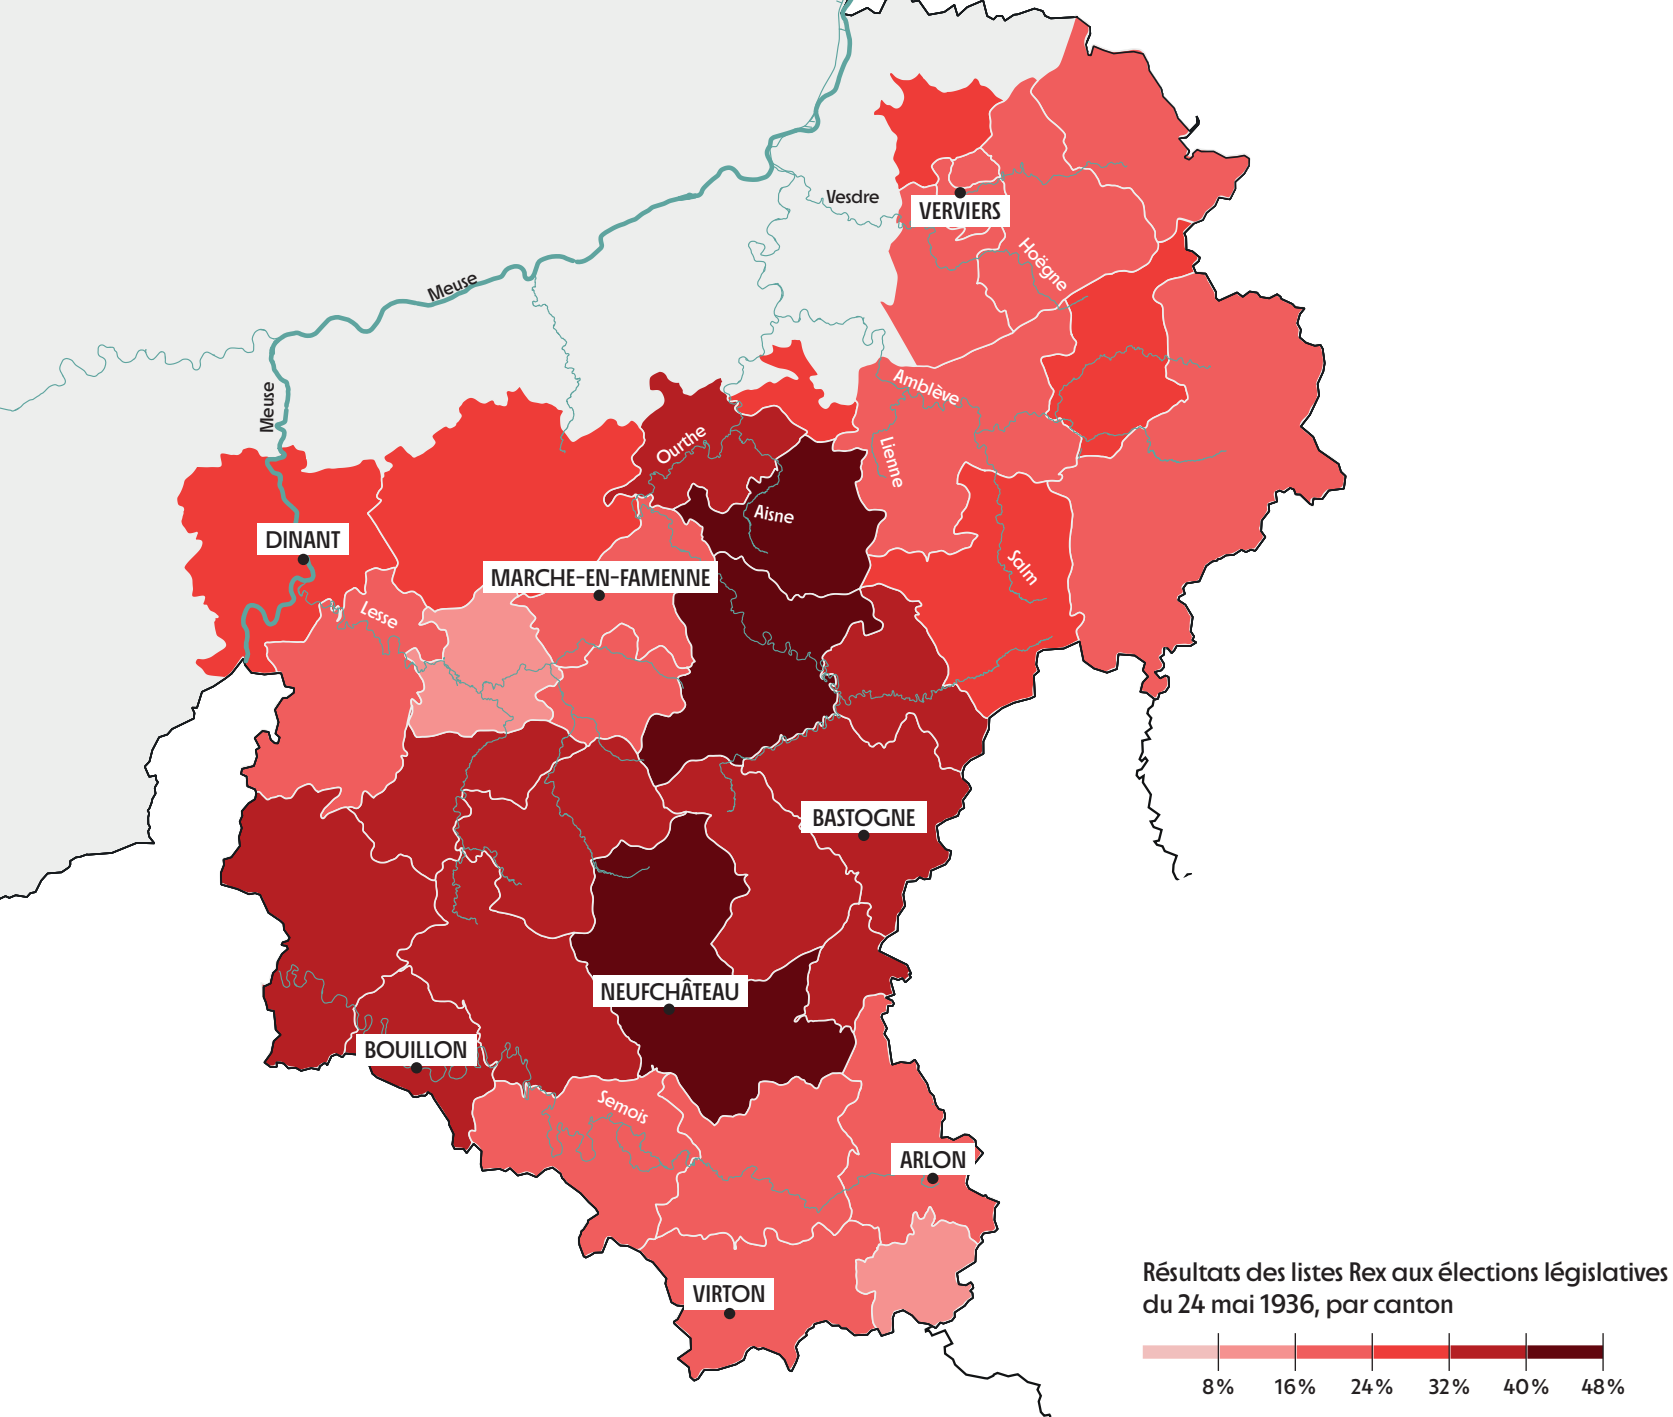 Vesdre
VERVIERS
Hoëgne
Meuse
Meuse
Amblève
Ourthe
Lienne
Aisne
DINANT
MARCHE-EN-FAMENNE
Salm
Lesse
BASTOGNE
NEUFCHÂTEAU
BOUILLON
Semois
ARLON
VIRTON
Résultats des listes Rex aux élections législatives
du 24 mai 1936, par canton
8% 16% 24% 32% 40% 48%